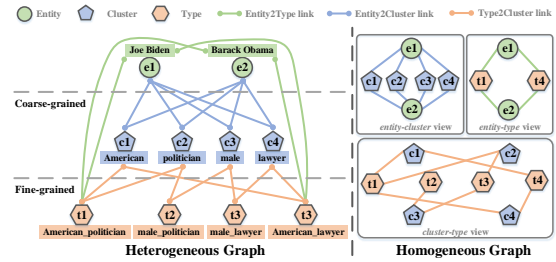 Entity Cluster Type Entity2Type link Entity2Cluster link Type2Cluster link
Joe Biden Barack Obama
e1 e2
Coarse-grained
c1 c2 c3 c4
American politician male lawyer
Fine-grained
t1 t2 t3 t3
American_politician male_politician male_lawyer American_lawyer
Heterogeneous Graph
e1
c1 c2 c3 c4
e2
entity-cluster view
e1
t1 t4
e2
entity-type view
c1 c2
t1 t2 t3 t4
c3 c4
cluster-type view
Homogeneous Graph